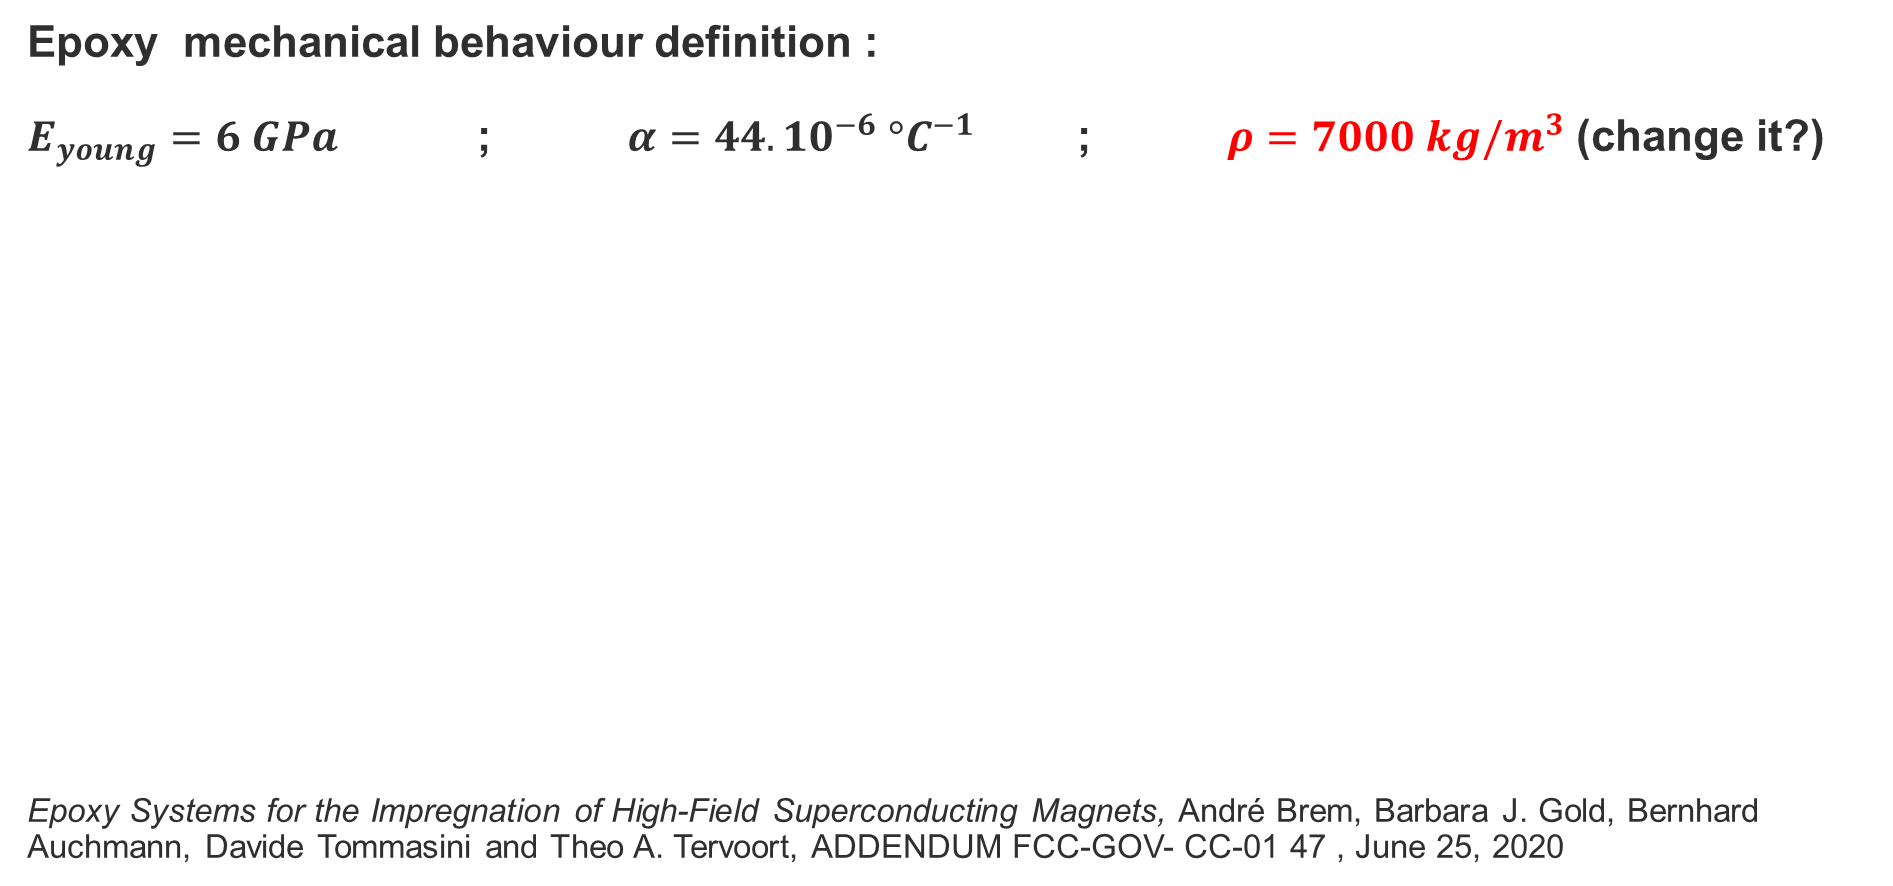 Epoxy  mechanical behaviour definition :
E_young = 6 GPa ; α = 44. 10⁻⁶ °C⁻¹ ; ρ = 7000 kg/m³ (change it?)
Epoxy Systems for the Impregnation of High-Field Superconducting Magnets, André Brem, Barbara J. Gold, Bernhard
Auchmann, Davide Tommasini and Theo A. Tervoort, ADDENDUM FCC-GOV- CC-01 47 , June 25, 2020